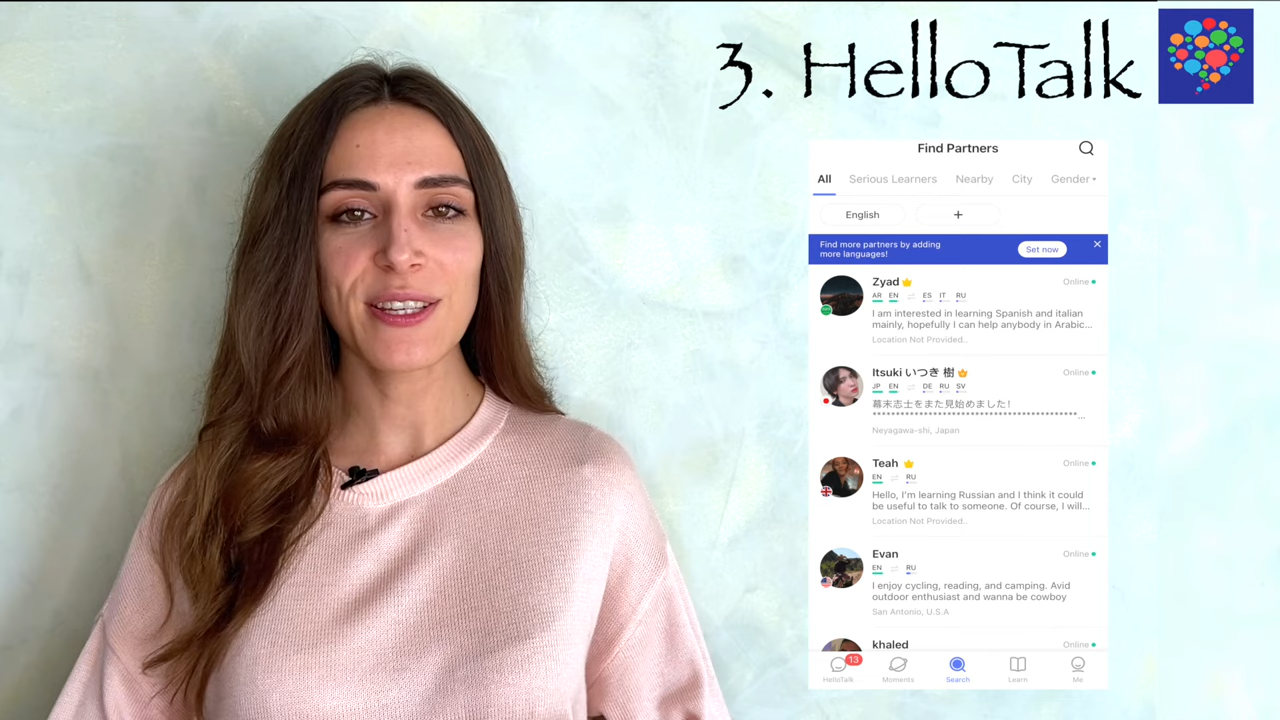 3. HelloTalk
Find Partners
All Serious Learners Nearby City Gender
English +
Find more partners by adding
more languages!
Set now
Zyad
Online
AR EN ES IT RU
I am interested in learning Spanish and italian
mainly, hopefully I can help anybody in Arabic...
Location Not Provided..
Itsuki いつき 樹
Online
JP EN DE RU SV
幕末志士をまた見始めました!
******************************************...
Neyagawa-shi, Japan
Teah
Online
EN RU
Hello, I'm learning Russian and I think it could
be useful to talk to someone. Of course, I will...
Location Not Provided..
Evan
Online
EN RU
I enjoy cycling, reading, and camping. Avid
outdoor enthusiast and wanna be cowboy
San Antonio, U.S.A
khaled
Online
13
HelloTalk Moments Search Learn Me